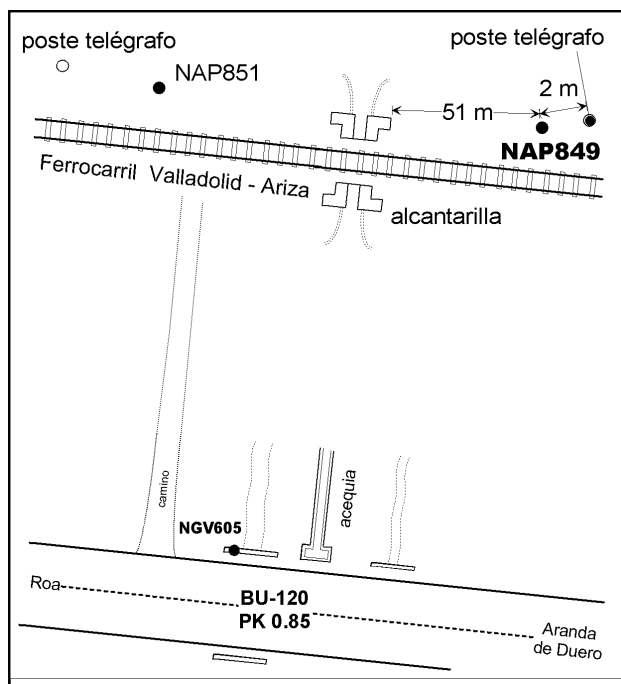 poste telégrafo
poste telégrafo
NAP851
2 m
51 m
NAP849
Ferrocarril Valladolid - Ariza
alcantarilla
camino
acequia
NGV605
Roa
BU-120
PK 0.85
Aranda
de Duero